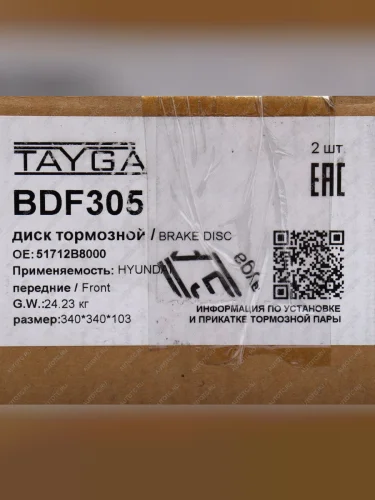 TAYGA
2 шт.
BDF305
EAC
диск тормозной / BRAKE DISC
OE: 51712B8000
Применяемость: HYUNDAI
передние / Front
G.W.:24.23 кг
размер:340*340*103
ИНФОРМАЦИЯ ПО УСТАНОВКЕ
И ПРИКАТКЕ ТОРМОЗНОЙ ПАРЫ